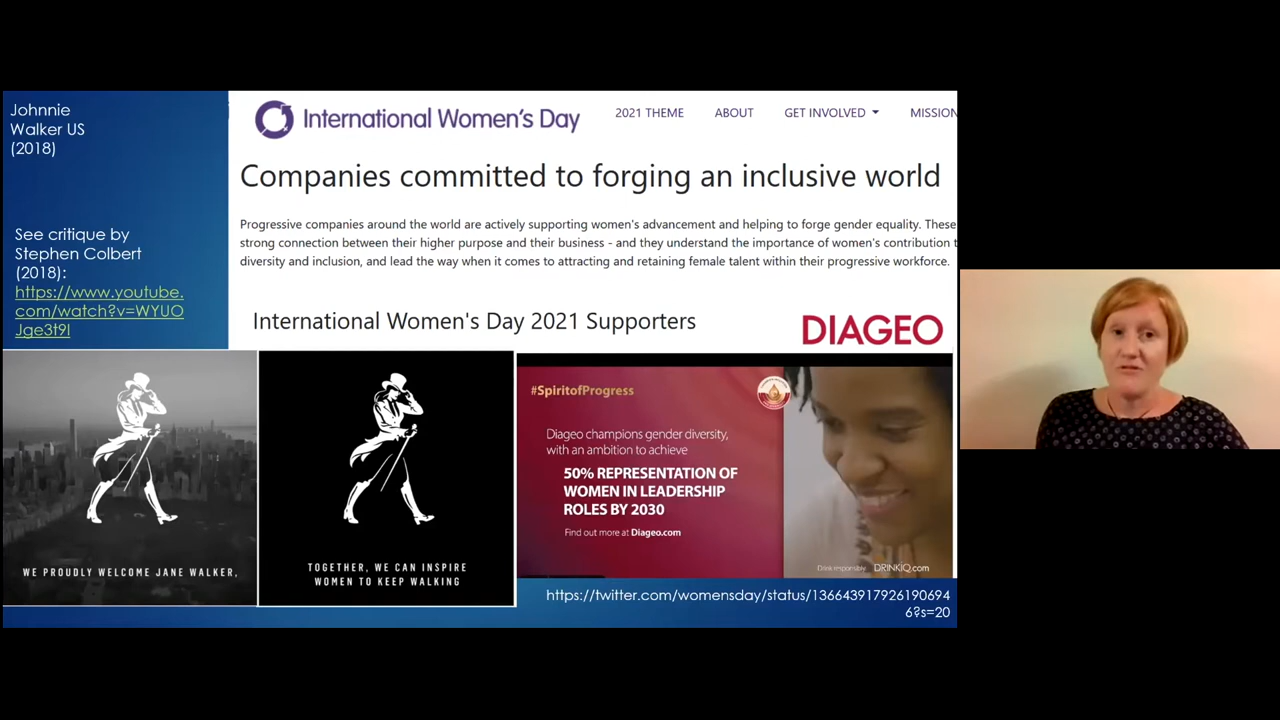 Johnnie
Walker US
(2018)
See critique by
Stephen Colbert
(2018):
https://www.youtube.
com/watch?v=WYUO
Jge3t9I
International Women's Day
2021 THEME
ABOUT
GET INVOLVED
MISSION
Companies committed to forging an inclusive world
Progressive companies around the world are actively supporting women's advancement and helping to forge gender equality. These
strong connection between their higher purpose and their business - and they understand the importance of women's contribution t
diversity and inclusion, and lead the way when it comes to attracting and retaining female talent within their progressive workforce.
International Women's Day 2021 Supporters
DIAGEO
WE PROUDLY WELCOME JANE WALKER,
TOGETHER, WE CAN INSPIRE
WOMEN TO KEEP WALKING
#SpiritofProgress
Diageo champions gender diversity,
with an ambition to achieve
50% REPRESENTATION OF
WOMEN IN LEADERSHIP
ROLES BY 2030
Find out more at Diageo.com
Drink responsibly DRINKiQ.com
https://twitter.com/womensday/status/136643917926190694
6?s=20